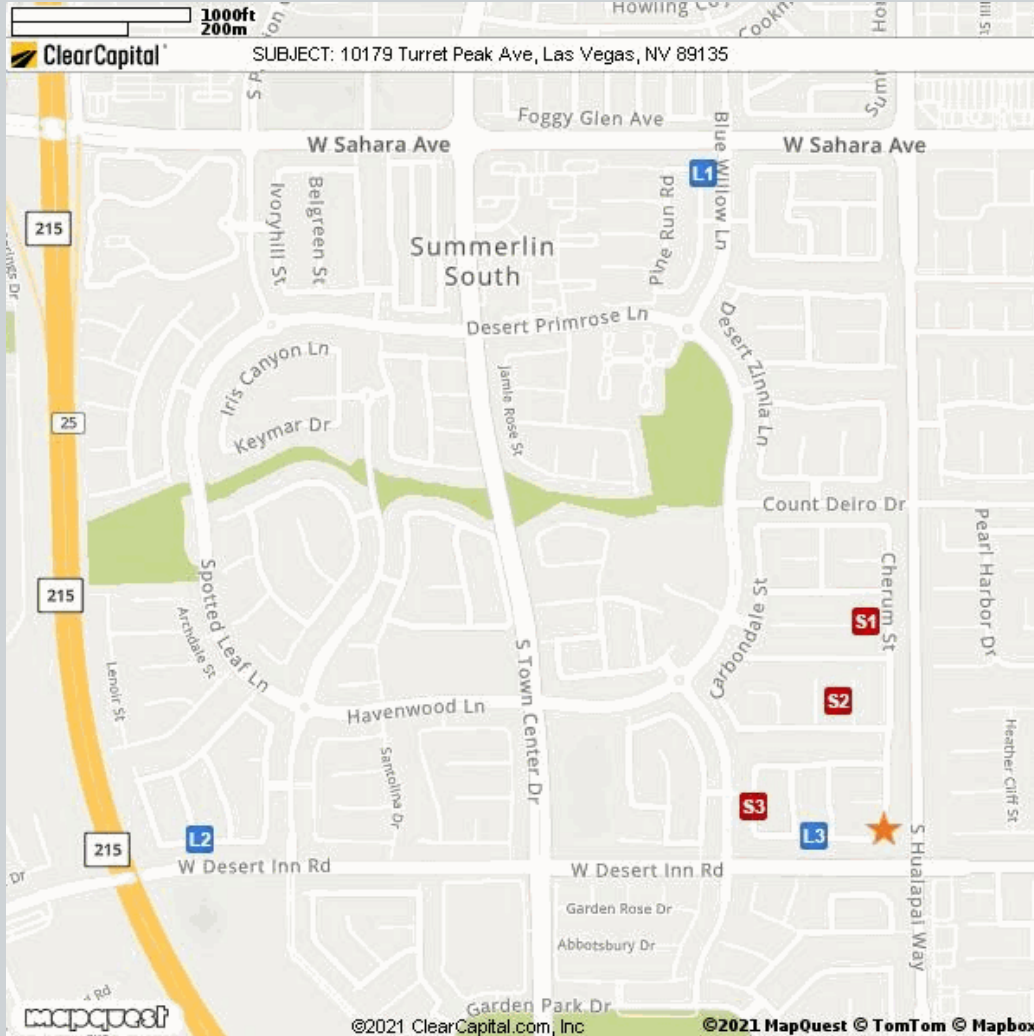 1000ft
200m
Howling
ClearCapital
SUBJECT: 10179 Turret Peak Ave, Las Vegas, NV 89135
Foggy Glen Ave
W Sahara Ave
W Sahara Ave
Blue Willow Ln
L1
Ivoryhill St
Belgreen St
Pine Run Rd
215
Summerlin
South
Desert Primrose Ln
Desert Zinnia Ln
Iris Canyon Ln
Jamie Rose St
25
Keymar Dr
Count Deiro Dr
Pearl Harbor Dr
Cherum St
215
Spotted Leaf Ln
Archdale St
Carbondale St
S1
Lenoir St
S Town Center Dr
S2
Havenwood Ln
Heather Cliff St
Santolina Dr
S3
L2
L3
215
S Hualapai Way
W Desert Inn Rd
W Desert Inn Rd
Dr
Garden Rose Dr
Abbotsbury Dr
Rd
Garden Park Dr
mapquest
©2021 ClearCapital.com, Inc
©2021 MapQuest © TomTom © Mapbox